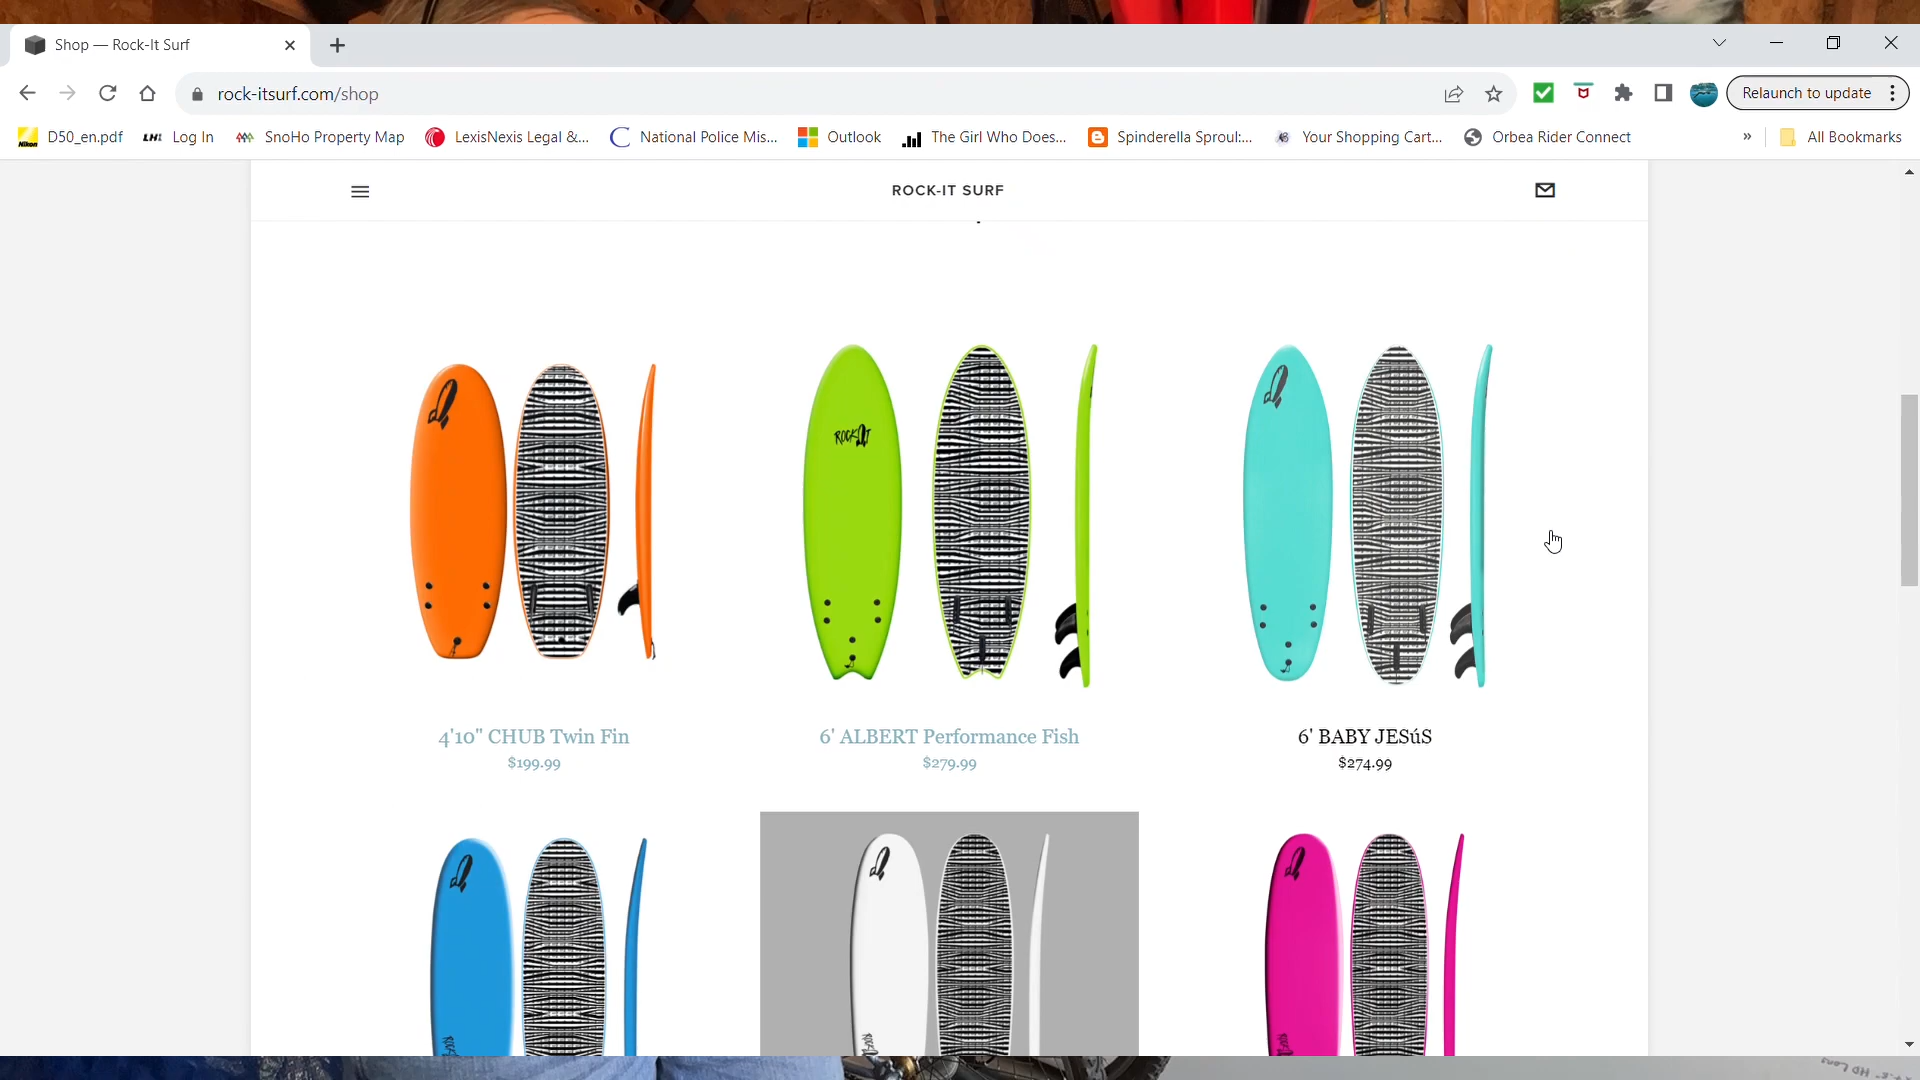 Shop — Rock-It Surf
rock-itsurf.com/shop
Relaunch to update
Nikon
D50_en.pdf
LHI
Log In
SnoHo Property Map
LexisNexis Legal &...
National Police Mis...
Outlook
The Girl Who Does...
Spinderella Sproul:...
Your Shopping Cart...
Orbea Rider Connect
»
All Bookmarks
ROCK-IT SURF
ROCKIT
4'10" CHUB Twin Fin
$199.99
6' ALBERT Performance Fish
$279.99
6' BABY JESúS
$274.99